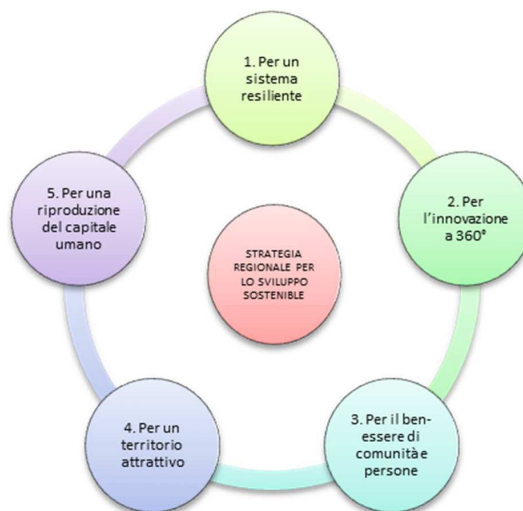 1. Per un
sistema
resiliente
2. Per
l’innovazione
a 360°
3. Per il ben-
essere di
comunità e
persone
4. Per un
territorio
attrattivo
5. Per una
riproduzione
del capitale
umano
STRATEGIA
REGIONALE PER
LO SVILUPPO
SOSTENIBILE